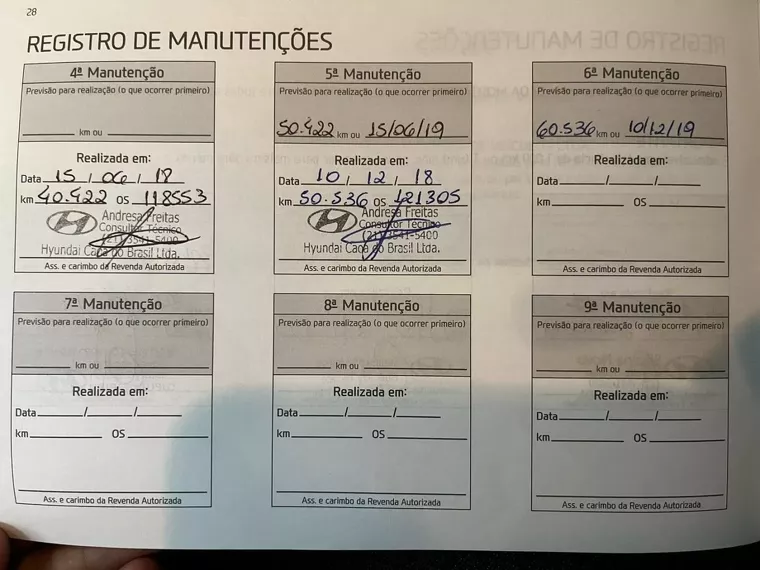 28
REGISTRO DE MANUTENÇÕES
4ª Manutenção
Previsão para realização (o que ocorrer primeiro)
km ou
Realizada em:
Data 15 / 06 / 18
km 40.422 OS 118553
Andresa Freitas
Consultor Técnico
(21) 3541-5400
Hyundai Caoa do Brasil Ltda.
Ass. e carimbo da Revenda Autorizada
5ª Manutenção
Previsão para realização (o que ocorrer primeiro)
50.422 km ou 15/06/19
Realizada em:
Data 10 / 12 / 18
km 50.536 OS 121305
Andresa Freitas
Consultor Técnico
(21) 3541-5400
Hyundai Caoa do Brasil Ltda.
Ass. e carimbo da Revenda Autorizada
6ª Manutenção
Previsão para realização (o que ocorrer primeiro)
60.536 km ou 10/12/19
Realizada em:
Data / /
km OS
Ass. e carimbo da Revenda Autorizada
7ª Manutenção
Previsão para realização (o que ocorrer primeiro)
km ou
Realizada em:
Data / /
km OS
Ass. e carimbo da Revenda Autorizada
8ª Manutenção
Previsão para realização (o que ocorrer primeiro)
km ou
Realizada em:
Data / /
km OS
Ass. e carimbo da Revenda Autorizada
9ª Manutenção
Previsão para realização (o que ocorrer primeiro)
km ou
Realizada em:
Data / /
km OS
Ass. e carimbo da Revenda Autorizada